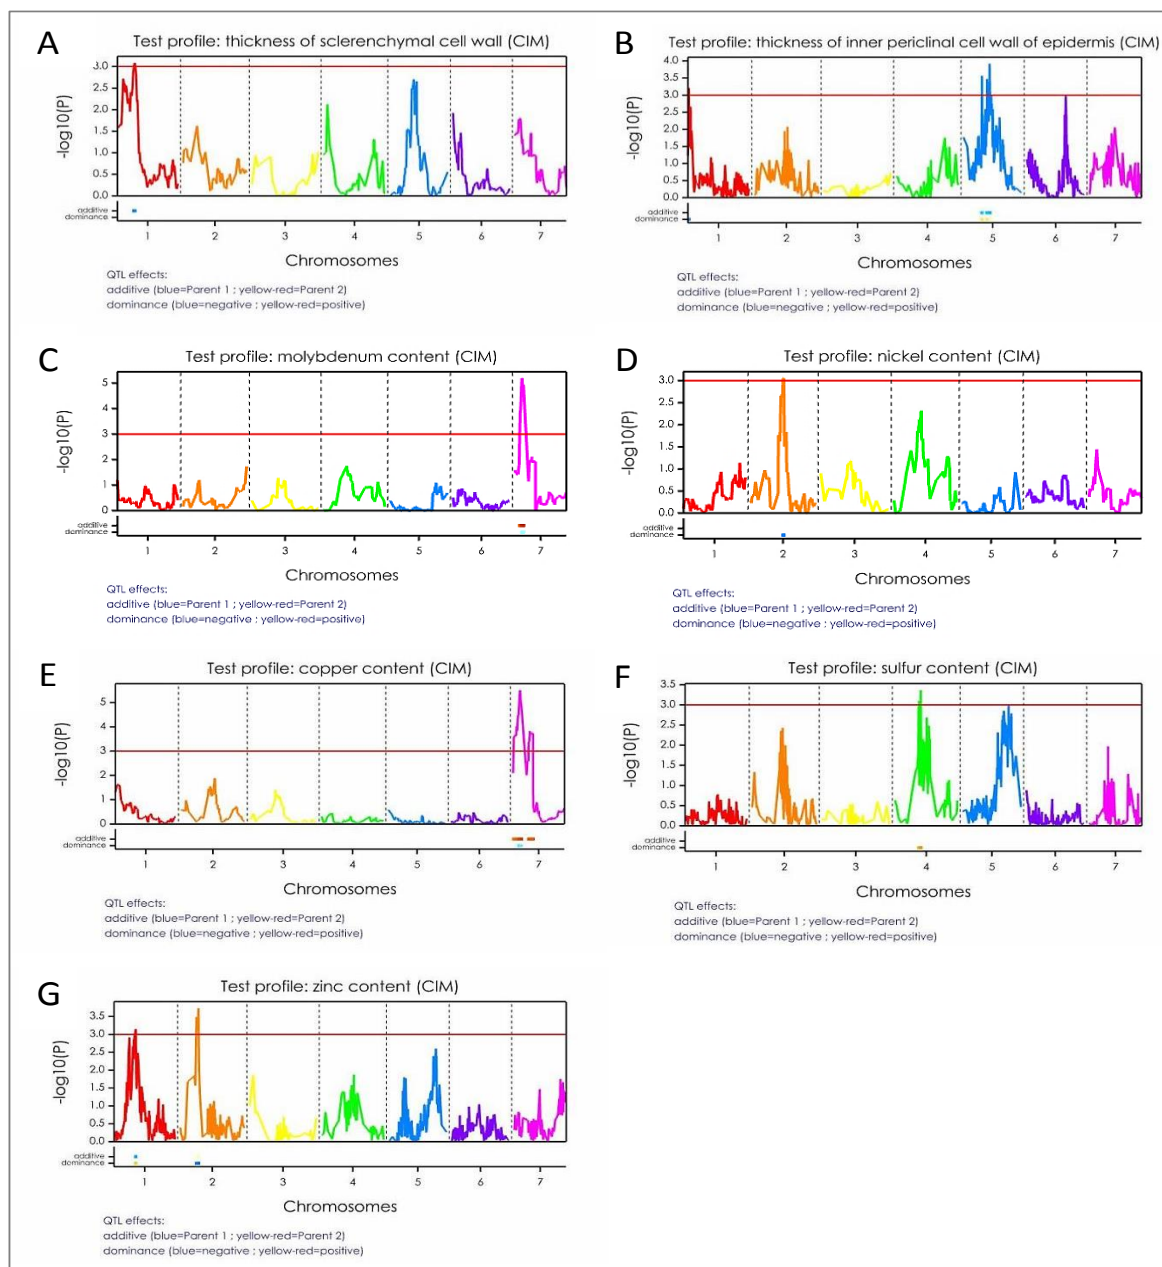 A
Test profile: thickness of sclerenchymal cell wall (CIM)
-log10(P)
3.0
2.5
2.0
1.5
1.0
0.5
0.0
additive
dominance
1 2 3 4 5 6 7
Chromosomes
QTL effects:
additive (blue=Parent 1 ; yellow-red=Parent 2)
dominance (blue=negative ; yellow-red=positive)
B
Test profile: thickness of inner periclinal cell wall of epidermis (CIM)
-log10(P)
4.0
3.5
3.0
2.5
2.0
1.5
1.0
0.5
0.0
additive
dominance
1 2 3 4 5 6 7
Chromosomes
QTL effects:
additive (blue=Parent 1 ; yellow-red=Parent 2)
dominance (blue=negative ; yellow-red=positive)
C
Test profile: molybdenum content (CIM)
-log10(P)
5
4
3
2
1
0
additive
dominance
1 2 3 4 5 6 7
Chromosomes
QTL effects:
additive (blue=Parent 1 ; yellow-red=Parent 2)
dominance (blue=negative ; yellow-red=positive)
D
Test profile: nickel content (CIM)
-log10(P)
3.0
2.5
2.0
1.5
1.0
0.5
0.0
additive
dominance
1 2 3 4 5 6 7
Chromosomes
QTL effects:
additive (blue=Parent 1 ; yellow-red=Parent 2)
dominance (blue=negative ; yellow-red=positive)
E
Test profile: copper content (CIM)
-log10(P)
5
4
3
2
1
0
additive
dominance
1 2 3 4 5 6 7
Chromosomes
QTL effects:
additive (blue=Parent 1 ; yellow-red=Parent 2)
dominance (blue=negative ; yellow-red=positive)
F
Test profile: sulfur content (CIM)
-log10(P)
3.5
3.0
2.5
2.0
1.5
1.0
0.5
0.0
additive
dominance
1 2 3 4 5 6 7
Chromosomes
QTL effects:
additive (blue=Parent 1 ; yellow-red=Parent 2)
dominance (blue=negative ; yellow-red=positive)
G
Test profile: zinc content (CIM)
-log10(P)
3.5
3.0
2.5
2.0
1.5
1.0
0.5
0.0
additive
dominance
1 2 3 4 5 6 7
Chromosomes
QTL effects:
additive (blue=Parent 1 ; yellow-red=Parent 2)
dominance (blue=negative ; yellow-red=positive)